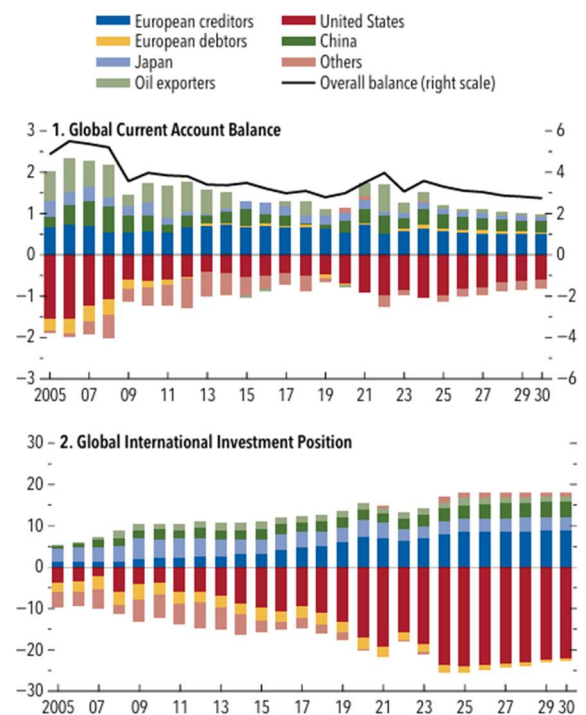 European creditors
United States
European debtors
China
Japan
Others
Oil exporters
Overall balance (right scale)
3 – 1. Global Current Account Balance – 6
2 – – 4
1 – – 2
0 0
–1 – – –2
–2 – – –4
–3 –6
2005 07 09 11 13 15 17 19 21 23 25 27 29 30
30 – 2. Global International Investment Position
20 –
10 –
0
–10 –
–20 –
–30
2005 07 09 11 13 15 17 19 21 23 25 27 29 30